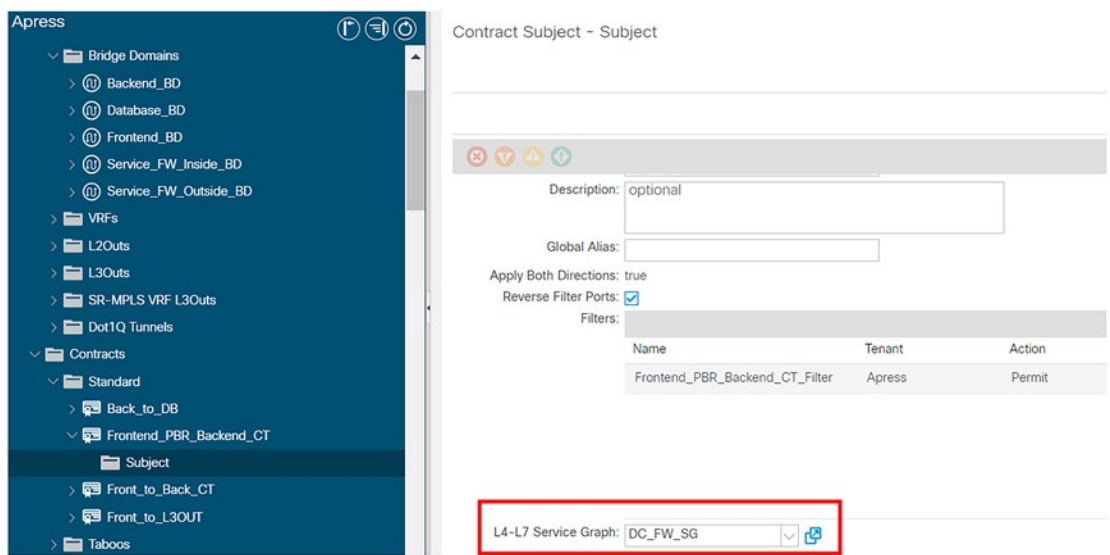 Apress
Bridge Domains
Backend_BD
Database_BD
Frontend_BD
Service_FW_Inside_BD
Service_FW_Outside_BD
VRFs
L2Outs
L3Outs
SR-MPLS VRF L3Outs
Dot1Q Tunnels
Contracts
Standard
Back_to_DB
Frontend_PBR_Backend_CT
Subject
Front_to_Back_CT
Front_to_L3OUT
Taboos
Contract Subject - Subject
Description: optional
Global Alias:
Apply Both Directions: true
Reverse Filter Ports:
Filters:
Name Tenant Action
Frontend_PBR_Backend_CT_Filter Apress Permit
L4-L7 Service Graph: DC_FW_SG